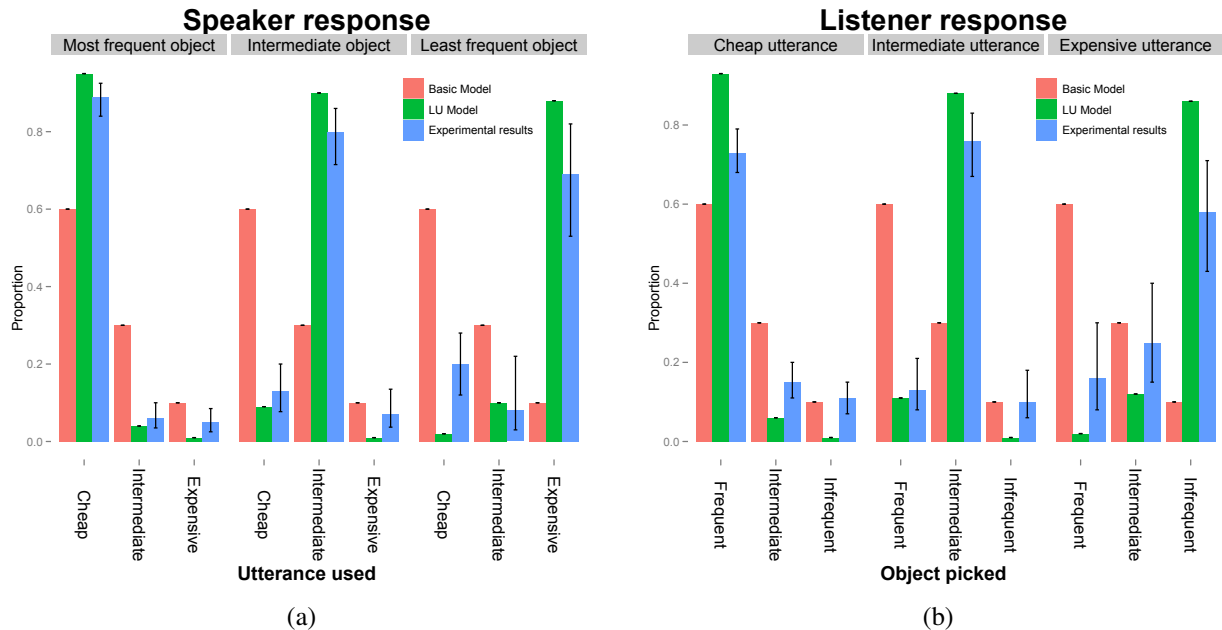 Speaker response
Most frequent object Intermediate object Least frequent object
Basic Model
LU Model
Experimental results
Proportion
0.8
0.6
0.4
0.2
0.0
Cheap
Intermediate
Expensive
Cheap
Intermediate
Expensive
Cheap
Intermediate
Expensive
Utterance used
(a)
Listener response
Cheap utterance Intermediate utterance Expensive utterance
Basic Model
LU Model
Experimental results
Proportion
0.8
0.6
0.4
0.2
0.0
Frequent
Intermediate
Infrequent
Frequent
Intermediate
Infrequent
Frequent
Intermediate
Infrequent
Object picked
(b)